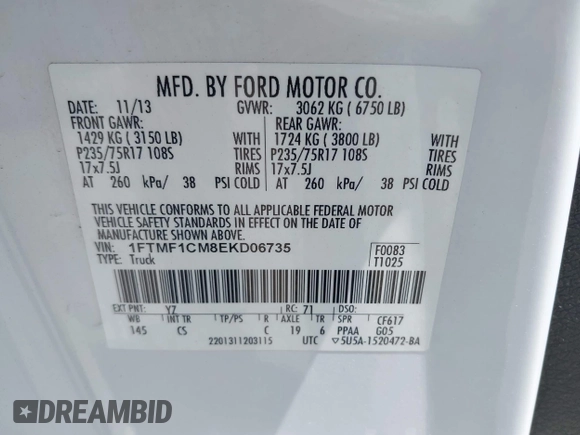 MFD. BY FORD MOTOR CO.
DATE: 11/13 GVWR: 3062 KG ( 6750 LB)
FRONT GAWR: REAR GAWR:
1429 KG ( 3150 LB) WITH 1724 KG ( 3800 LB) WITH
P235/75R17 108S TIRES P235/75R17 108S TIRES
17x7.5J RIMS 17x7.5J RIMS
AT 260 kPa/ 38 PSI COLD AT 260 kPa/ 38 PSI COLD
THIS VEHICLE CONFORMS TO ALL APPLICABLE FEDERAL MOTOR
VEHICLE SAFETY STANDARDS IN EFFECT ON THE DATE OF
MANUFACTURE SHOWN ABOVE.
VIN: 1FTMF1CM8EKD06735 F0083
TYPE: Truck T1025
EXT PNT: YZ RC: 71
WB INT TR TP/PS R AXLE TR SPR CF617
145 CS C 19 6 PPAA G05
2201311203115 UTC ▽5U5A-1520472-BA
DREAMBID